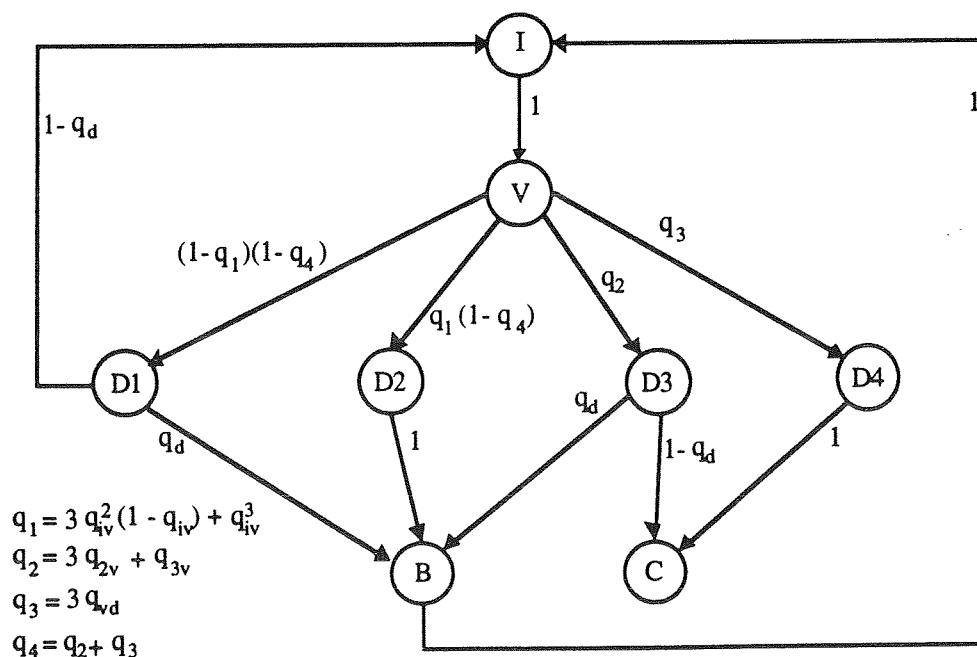 I
1
1
1- q_d
V
(1- q_1)(1- q_4)
q_1 (1- q_4)
q_2
q_3
D1
D2
D3
D4
q_d
1
q_d
1- q_d
1
B
C
q_1 = 3 q_iv^2 (1 - q_iv) + q_iv^3
q_2 = 3 q_2v + q_3v
q_3 = 3 q_vd
q_4 = q_2 + q_3